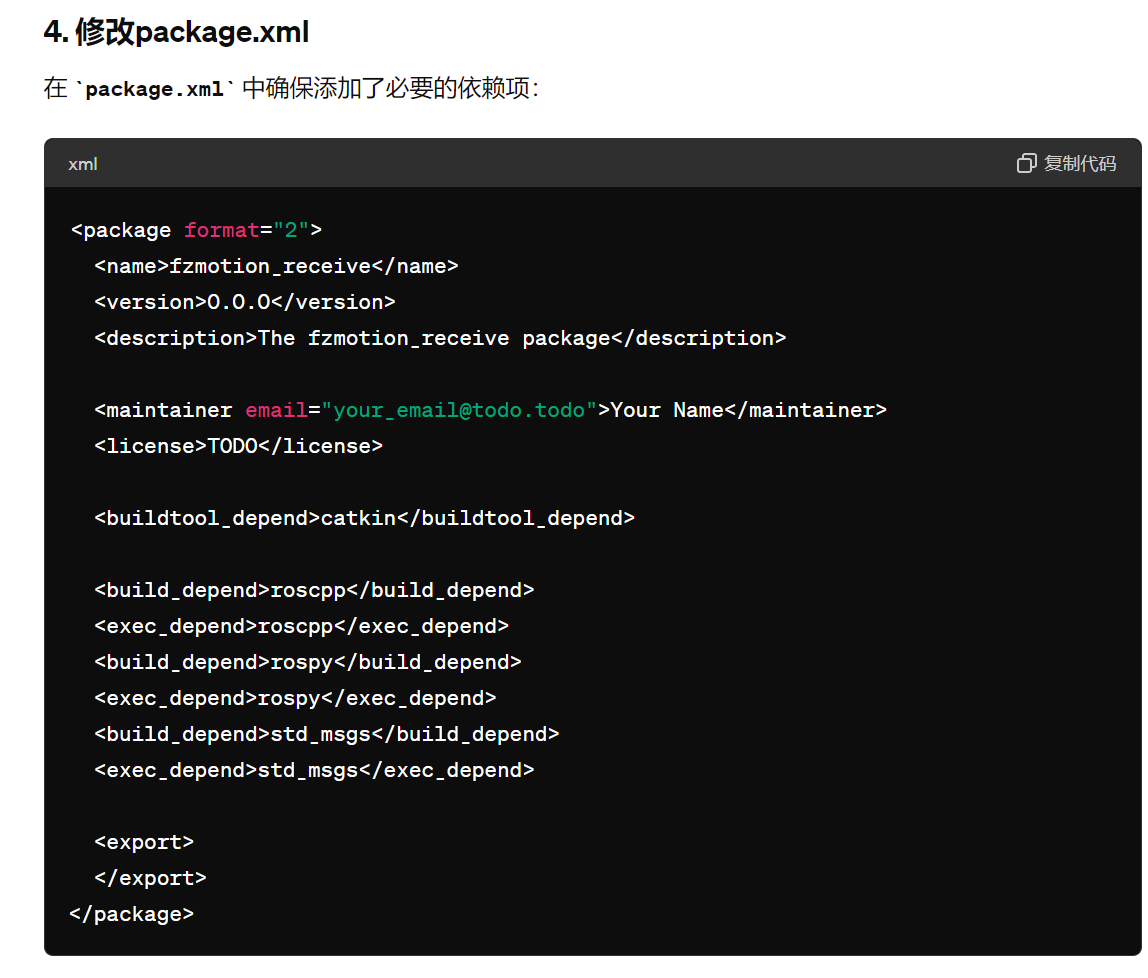 4. 修改package.xml
在 `package.xml` 中确保添加了必要的依赖项：
xml
复制代码
<package format="2">
  <name>fzmotion_receive</name>
  <version>0.0.0</version>
  <description>The fzmotion_receive package</description>
  <maintainer email="your_email@todo.todo">Your Name</maintainer>
  <license>TODO</license>
  <buildtool_depend>catkin</buildtool_depend>
  <build_depend>roscpp</build_depend>
  <exec_depend>roscpp</exec_depend>
  <build_depend>rospy</build_depend>
  <exec_depend>rospy</exec_depend>
  <build_depend>std_msgs</build_depend>
  <exec_depend>std_msgs</exec_depend>
  <export>
  </export>
</package>